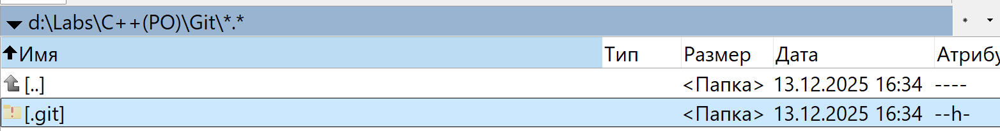 d:\Labs\C++(PO)\Git\*.*
Имя Тип Размер Дата Атрибу
[..] <Папка> 13.12.2025 16:34 ----
[.git] <Папка> 13.12.2025 16:34 --h-